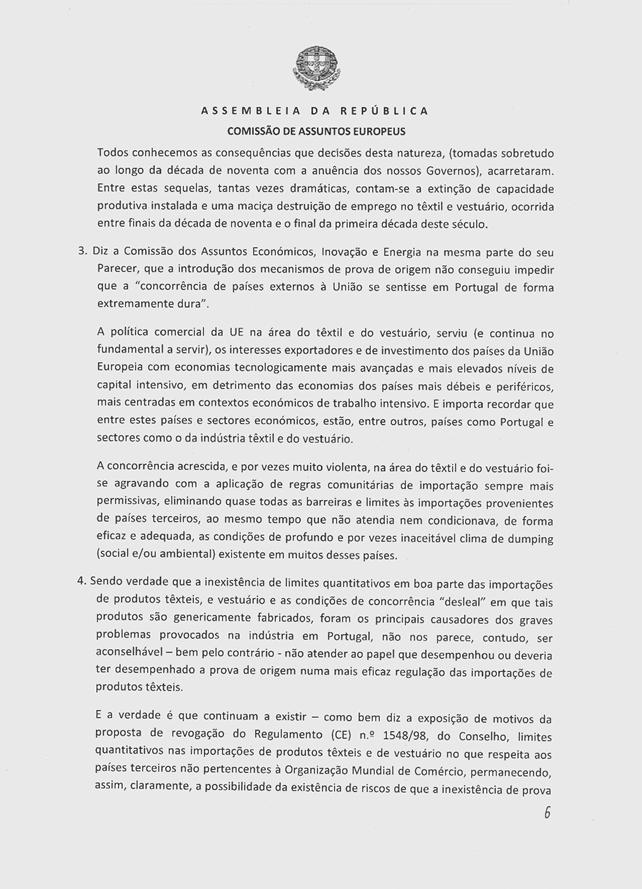 ASSEMBLEIA DA REPÚBLICA
COMISSÃO DE ASSUNTOS EUROPEUS
Todos conhecemos as consequências que decisões desta natureza, (tomadas sobretudo
ao longo da década de noventa com a anuência dos nossos Governos), acarretaram.
Entre estas sequelas, tantas vezes dramáticas, contam-se a extinção de capacidade
produtiva instalada e uma maciça destruição de emprego no têxtil e vestuário, ocorrida
entre finais da década de noventa e o final da primeira década deste século.
3. Diz a Comissão dos Assuntos Económicos, Inovação e Energia na mesma parte do seu
Parecer, que a introdução dos mecanismos de prova de origem não conseguiu impedir
que a "concorrência de países externos à União se sentisse em Portugal de forma
extremamente dura".
A política comercial da UE na área do têxtil e do vestuário, serviu (e continua no
fundamental a servir), os interesses exportadores e de investimento dos países da União
Europeia com economias tecnologicamente mais avançadas e mais elevados níveis de
capital intensivo, em detrimento das economias dos países mais débeis e periféricos,
mais centradas em contextos económicos de trabalho intensivo. E importa recordar que
entre estes países e sectores económicos, estão, entre outros, países como Portugal e
sectores como o da indústria têxtil e do vestuário.
A concorrência acrescida, e por vezes muito violenta, na área do têxtil e do vestuário foi-
se agravando com a aplicação de regras comunitárias de importação sempre mais
permissivas, eliminando quase todas as barreiras e limites às importações provenientes
de países terceiros, ao mesmo tempo que não atendia nem condicionava, de forma
eficaz e adequada, as condições de profundo e por vezes inaceitável clima de dumping
(social e/ou ambiental) existente em muitos desses países.
4. Sendo verdade que a inexistência de limites quantitativos em boa parte das importações
de produtos têxteis, e vestuário e as condições de concorrência "desleal" em que tais
produtos são genericamente fabricados, foram os principais causadores dos graves
problemas provocados na indústria em Portugal, não nos parece, contudo, ser
aconselhável – bem pelo contrário - não atender ao papel que desempenhou ou deveria
ter desempenhado a prova de origem numa mais eficaz regulação das importações de
produtos têxteis.
E a verdade é que continuam a existir – como bem diz a exposição de motivos da
proposta de revogação do Regulamento (CE) n.º 1548/98, do Conselho, limites
quantitativos nas importações de produtos têxteis e de vestuário no que respeita aos
países terceiros não pertencentes à Organização Mundial de Comércio, permanecendo,
assim, claramente, a possibilidade da existência de riscos de que a inexistência de prova
6